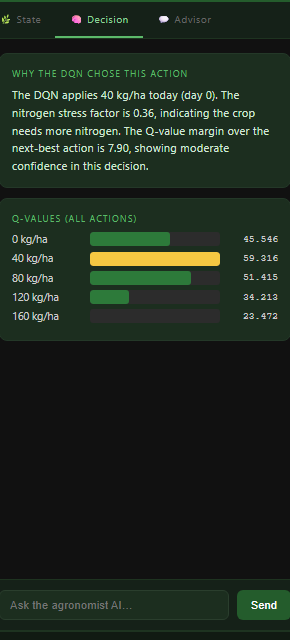 State Decision Advisor
WHY THE DQN CHOSE THIS ACTION
The DQN applies 40 kg/ha today (day 0). The
nitrogen stress factor is 0.36, indicating the crop
needs more nitrogen. The Q-value margin over the
next-best action is 7.90, showing moderate
confidence in this decision.
Q-VALUES (ALL ACTIONS)
0 kg/ha 45.546
40 kg/ha 59.316
80 kg/ha 51.415
120 kg/ha 34.213
160 kg/ha 23.472
Ask the agronomist AI... Send